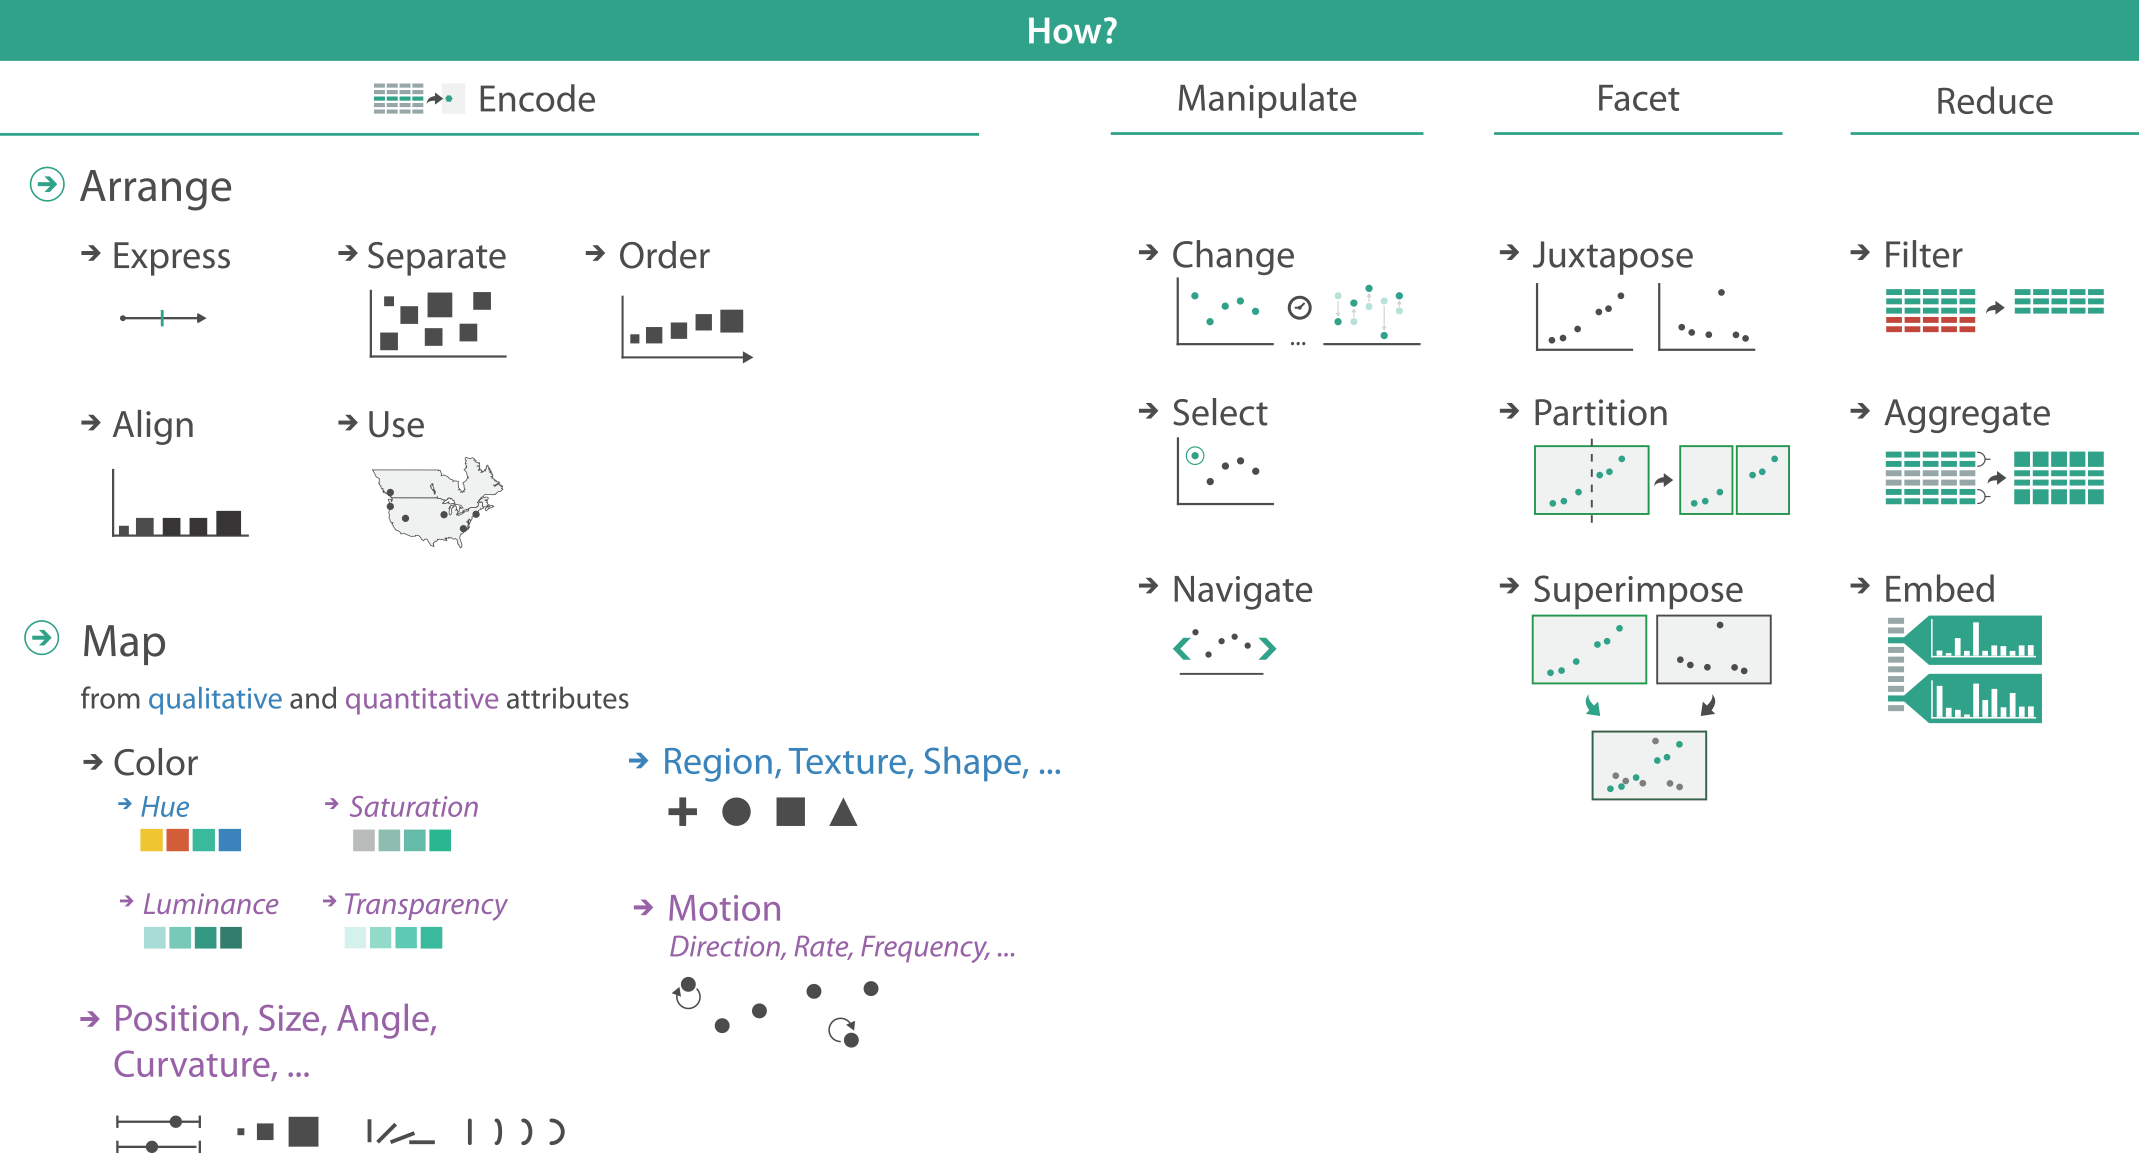 How?
Encode
Manipulate
Facet
Reduce
Arrange
Express
Separate
Order
Align
Use
Map
from qualitative and quantitative attributes
Color
Hue
Saturation
Luminance
Transparency
Position, Size, Angle,
Curvature, ...
Region, Texture, Shape, ...
Motion
Direction, Rate, Frequency, ...
Change
...
Select
Navigate
Juxtapose
Partition
Superimpose
Filter
Aggregate
Embed